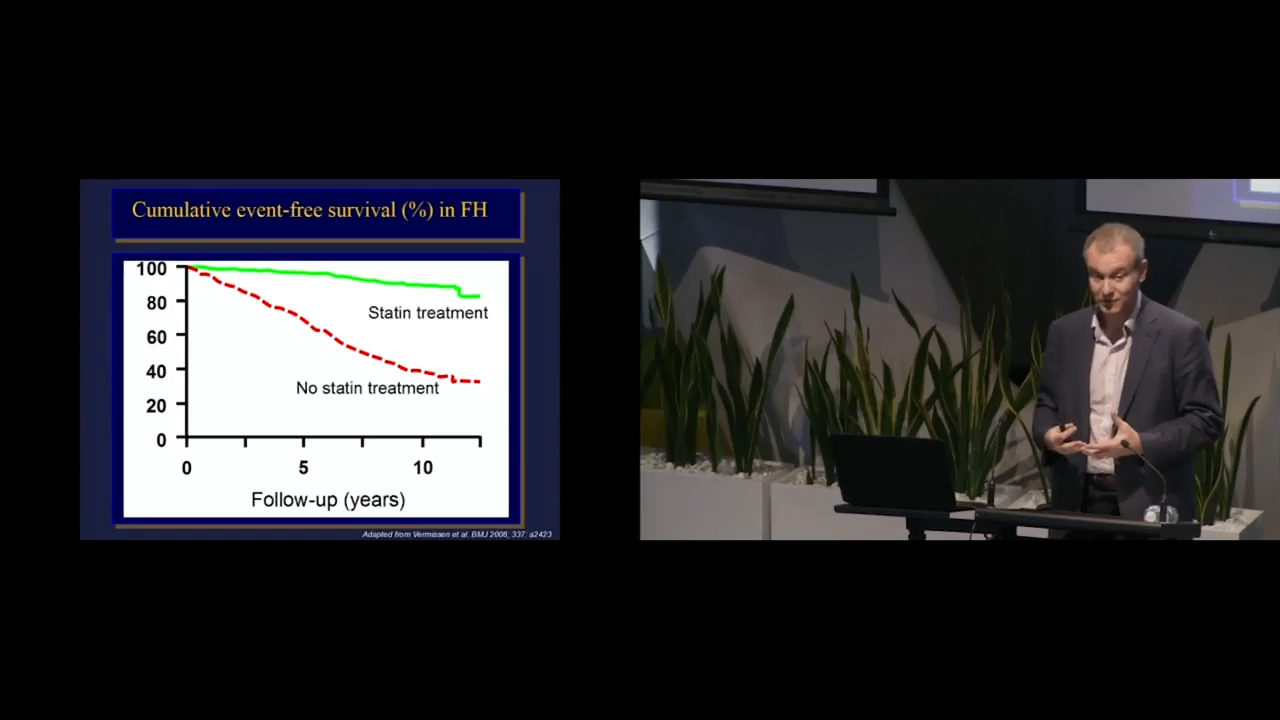 Cumulative event-free survival (%) in FH
100
80
60
40
20
0
Statin treatment
No statin treatment
0 5 10
Follow-up (years)
Adapted from Vermissen et al. BMJ 2008; 337: a2423